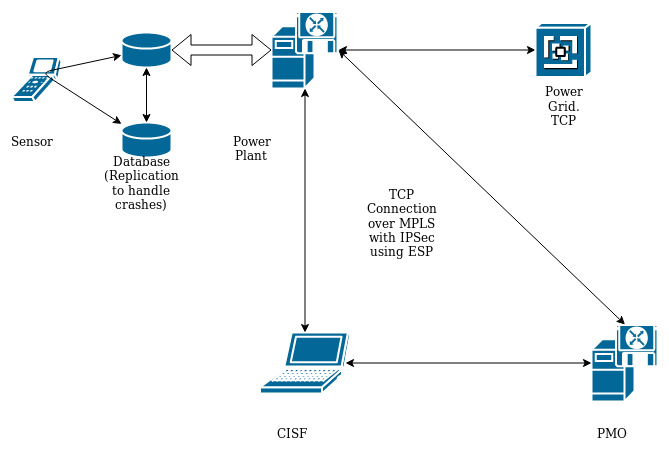 Power
Grid.
TCP
Sensor
Power
Plant
Database
(Replication
to handle
crashes)
TCP
Connection
over MPLS
with IPSec
using ESP
CISF
PMO